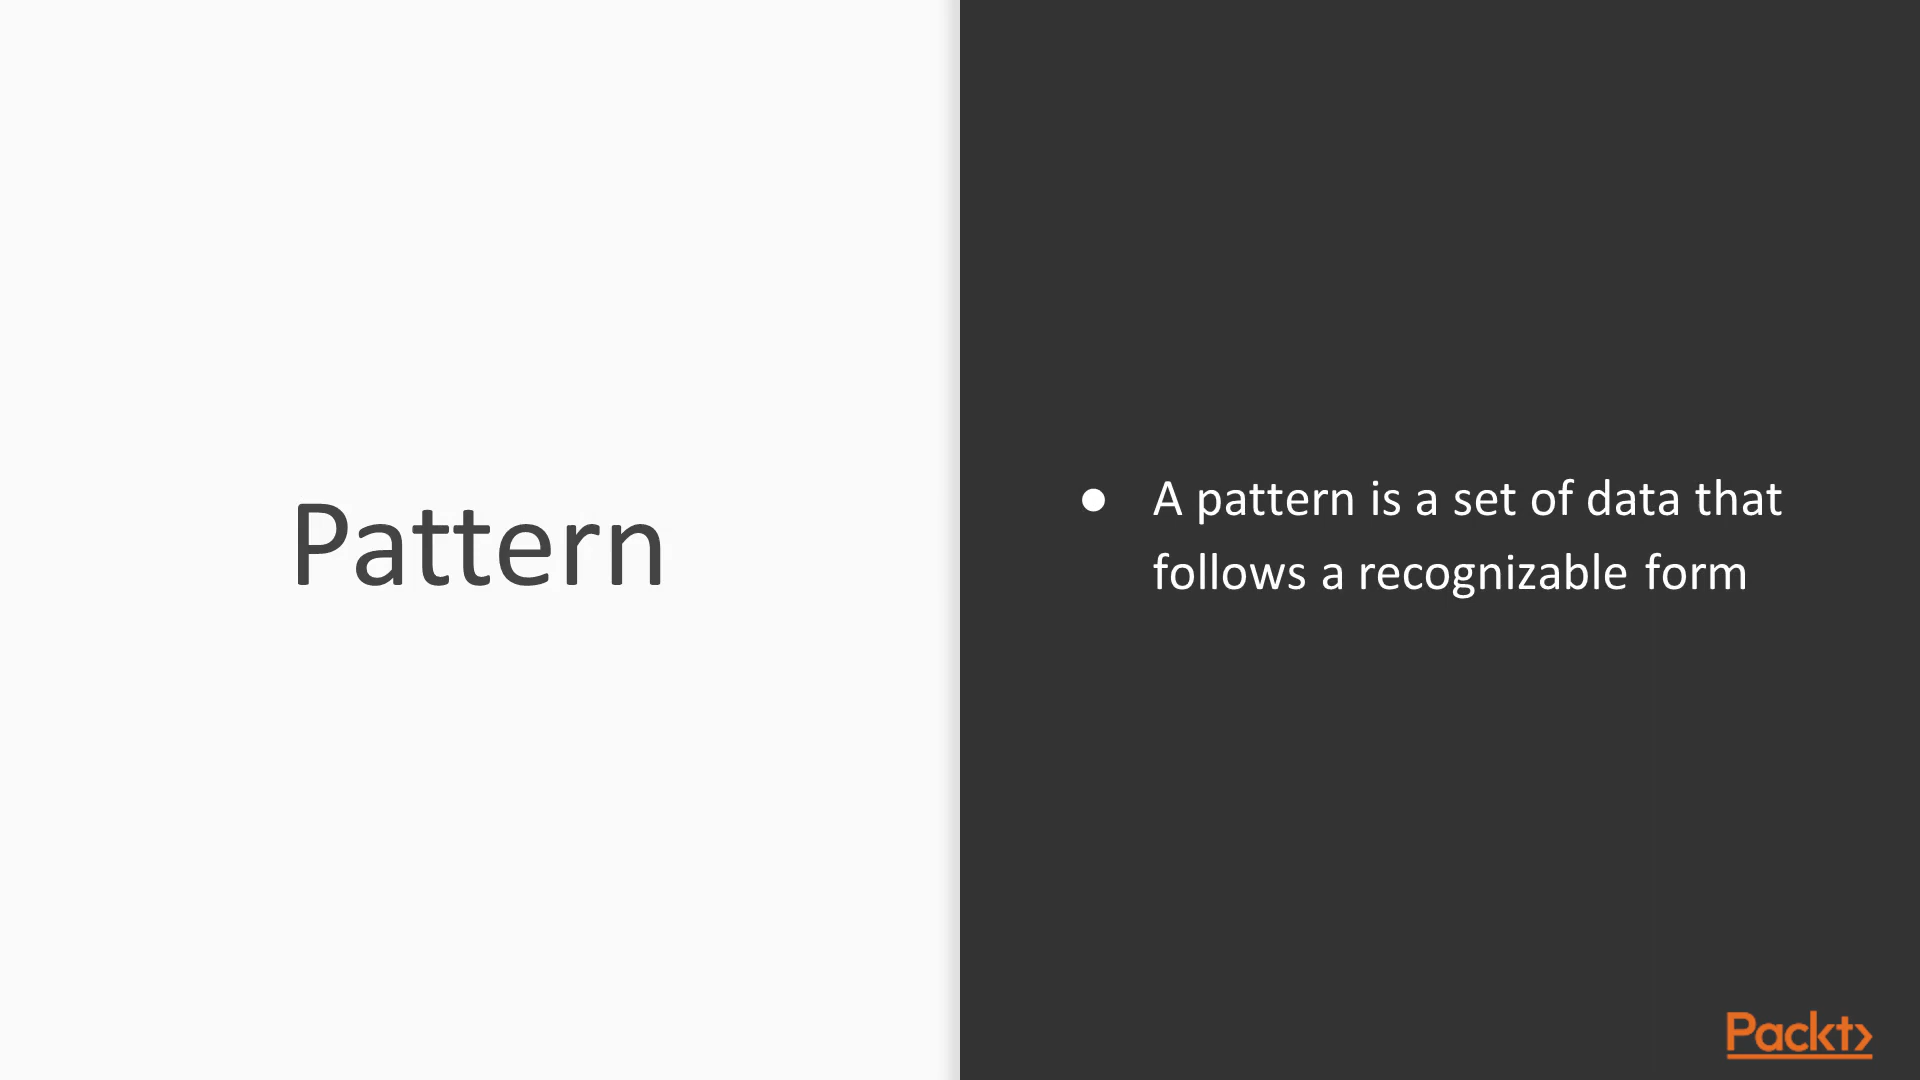 Pattern
● A pattern is a set of data that
follows a recognizable form
Packt>